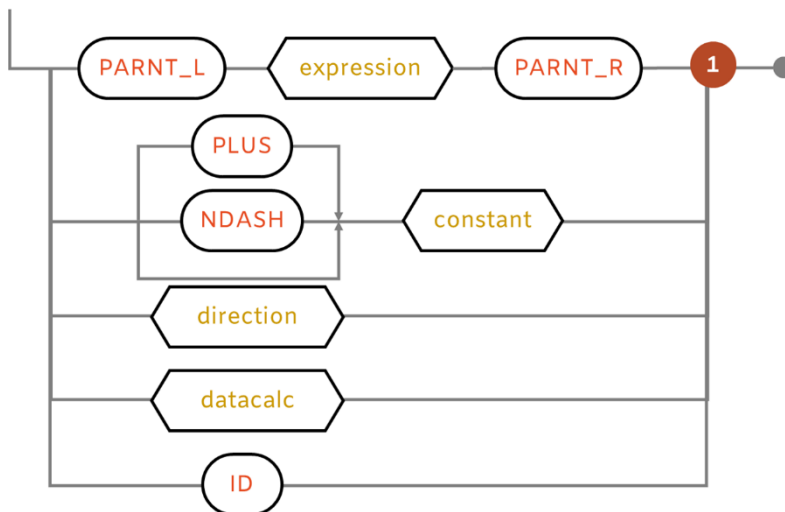 PARNT_L expression PARNT_R 1
PLUS
NDASH constant
direction
datacalc
ID